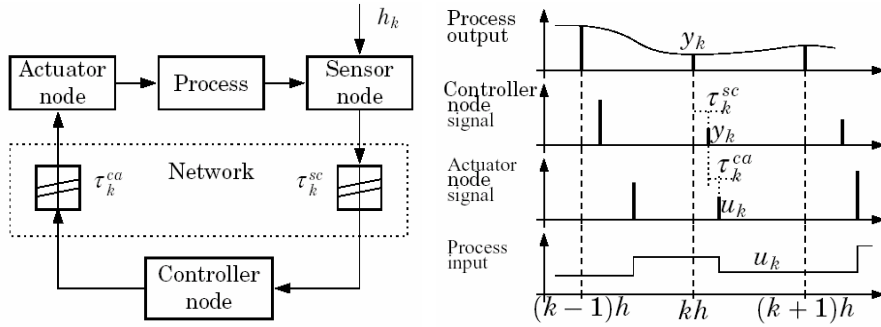 h_k
Actuator
node
Process
Sensor
node
τ_k^{ca}
Network
τ_k^{sc}
Controller
node
Process
output
y_k
Controller
node
signal
τ_k^{sc}
y_k
Actuator
node
signal
τ_k^{ca}
u_k
Process
input
u_k
(k − 1)h
kh
(k + 1)h